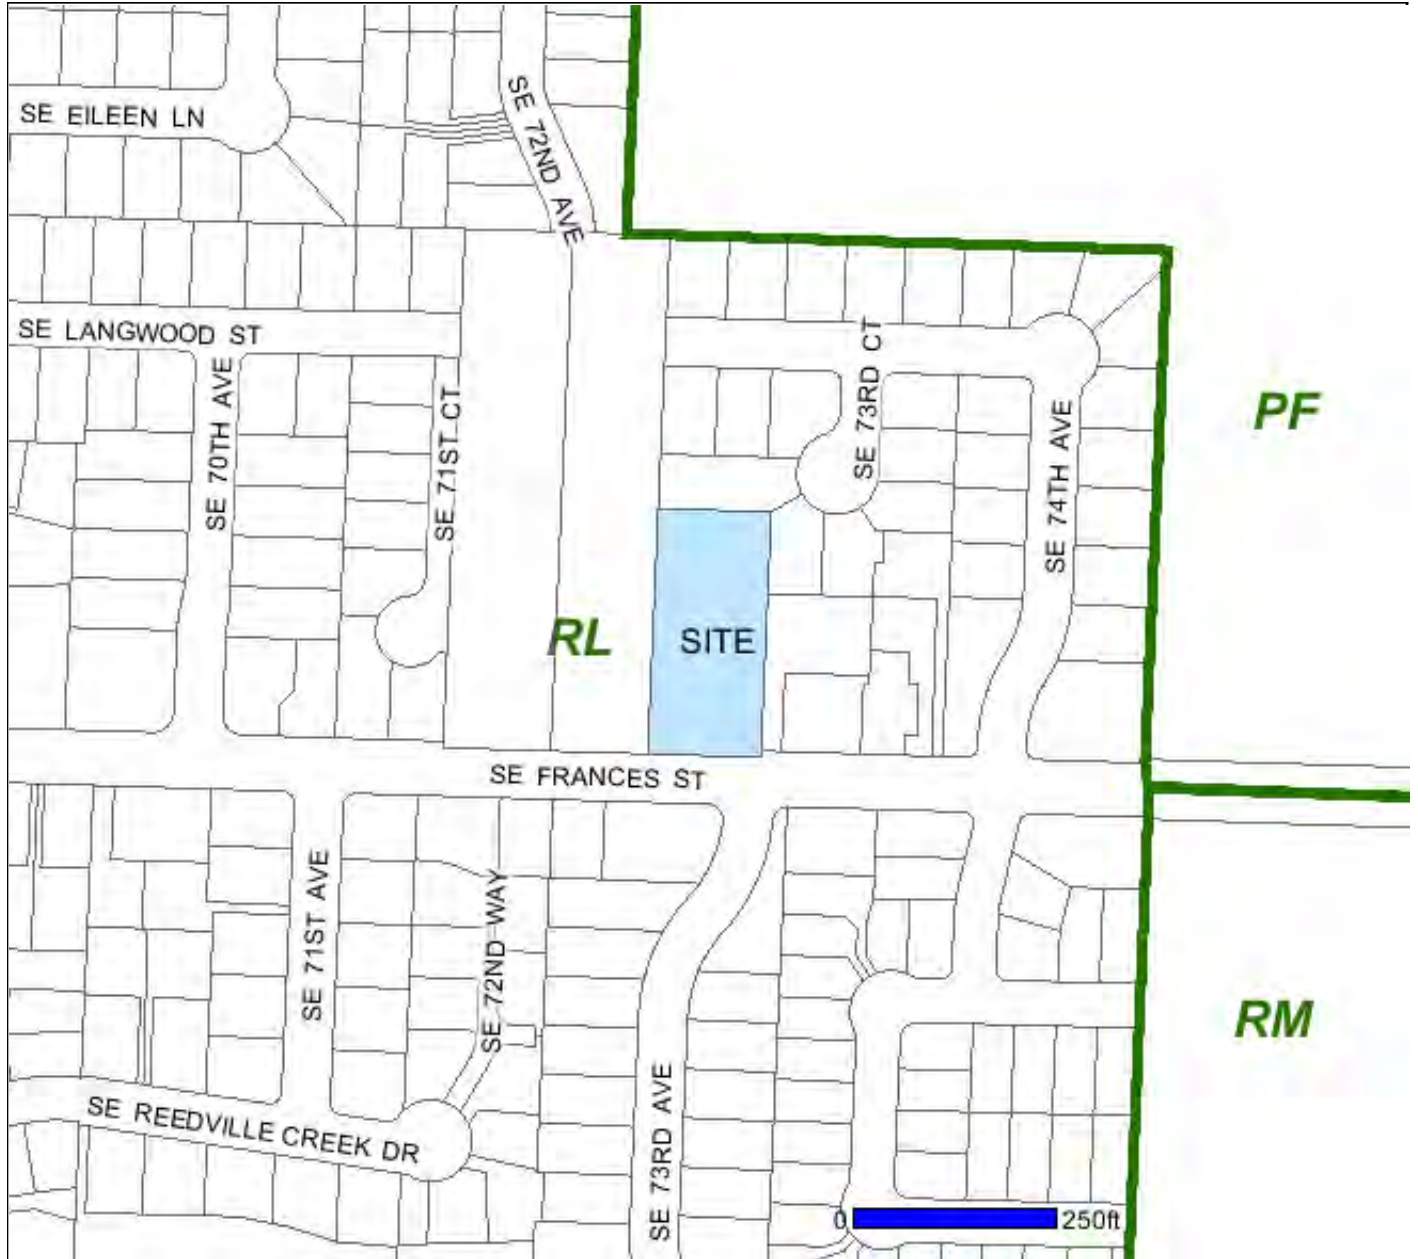 SE EILEEN LN
SE 72ND AVE
SE LANGWOOD ST
SE 70TH AVE
SE 71ST CT
SE 73RD CT
SE 74TH AVE
PF
RL
SITE
SE FRANCES ST
SE 71ST AVE
SE 72ND WAY
RM
SE REEDVILLE CREEK DR
SE 73RD AVE
0 250ft